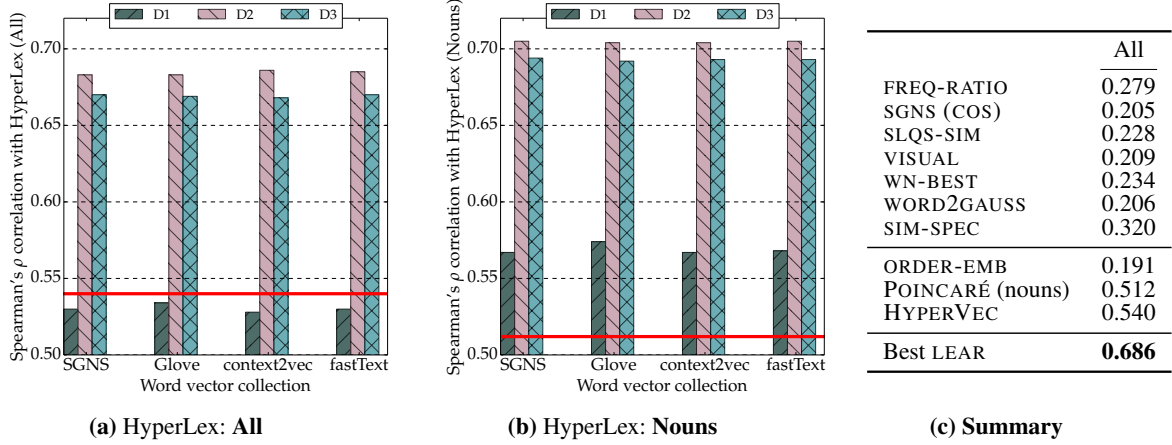 D1 D2 D3
Spearman's ρ correlation with HyperLex (All)
0.70
0.65
0.60
0.55
0.50
SGNS Glove context2vec fastText
Word vector collection
(a) HyperLex: All
D1 D2 D3
Spearman's ρ correlation with HyperLex (Nouns)
0.70
0.65
0.60
0.55
0.50
SGNS Glove context2vec fastText
Word vector collection
(b) HyperLex: Nouns
All
FREQ-RATIO 0.279
SGNS (COS) 0.205
SLQS-SIM 0.228
VISUAL 0.209
WN-BEST 0.234
WORD2GAUSS 0.206
SIM-SPEC 0.320
ORDER-EMB 0.191
POINCARÉ (nouns) 0.512
HYPERVEC 0.540
Best LEAR 0.686
(c) Summary